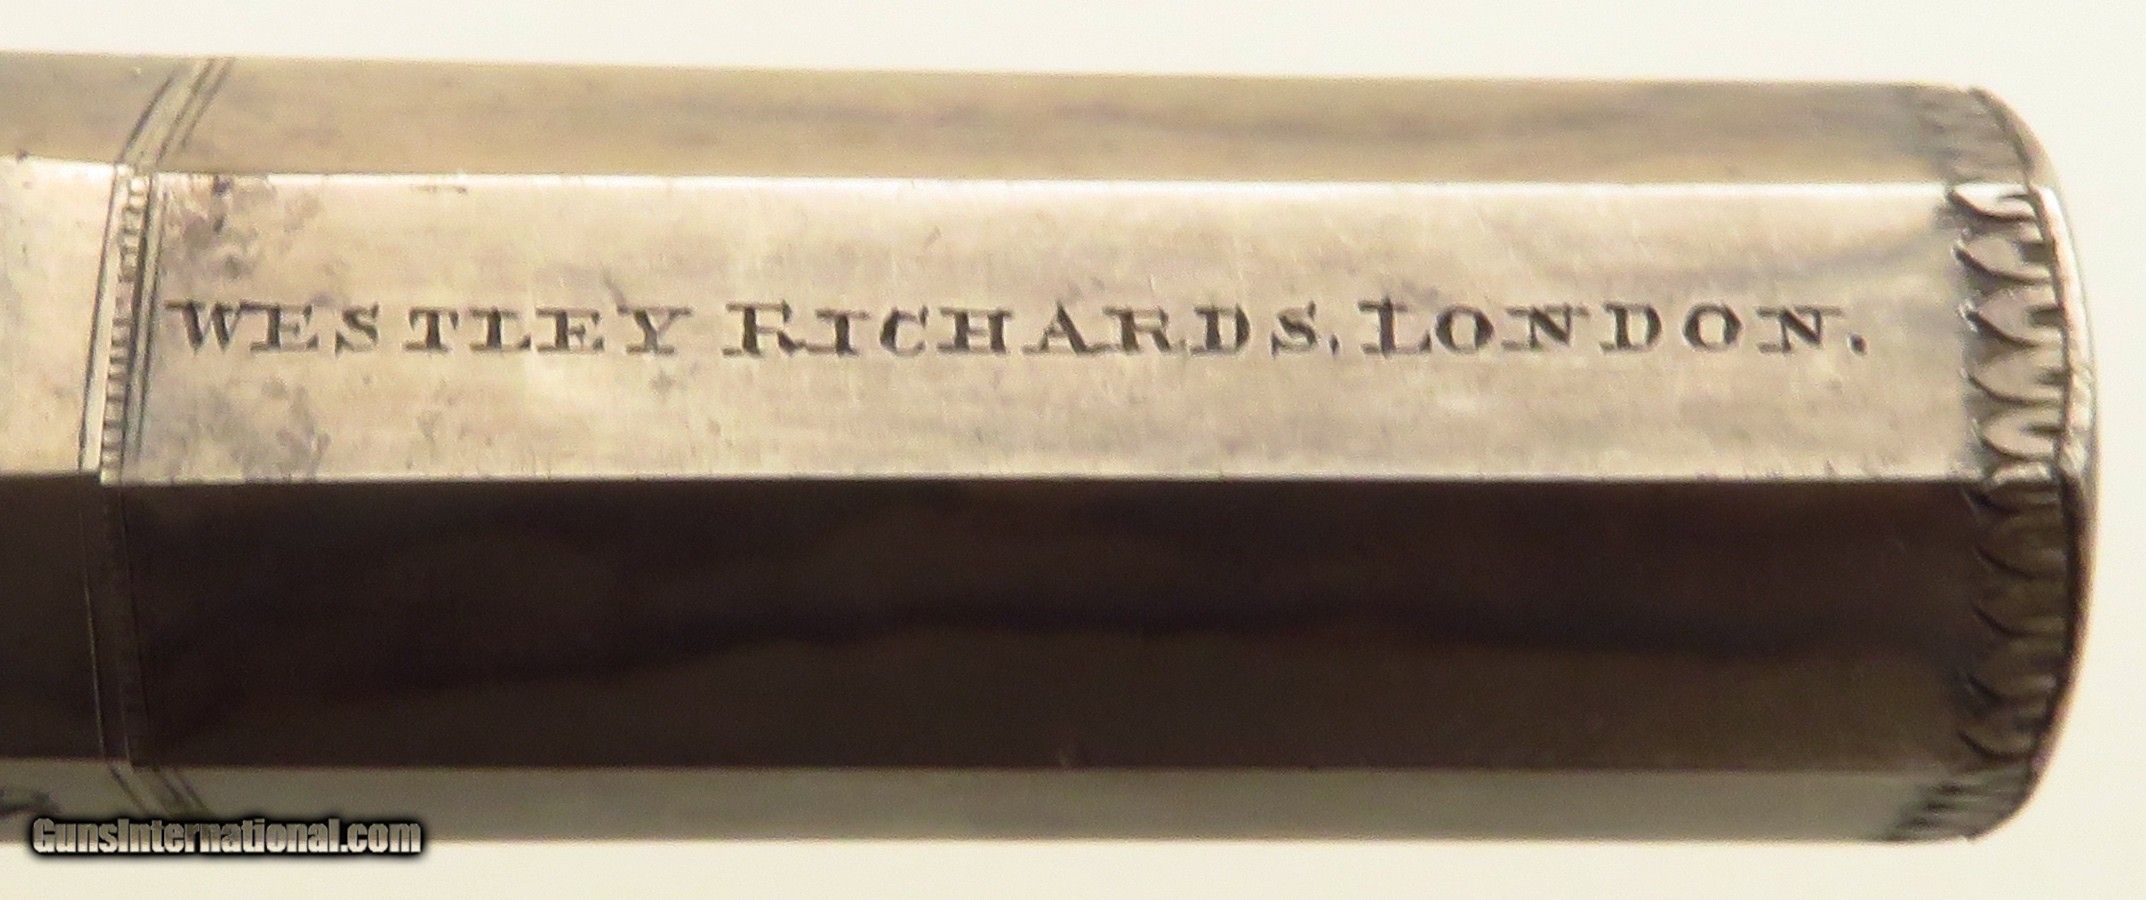 WESTLEY RICHARDS, LONDON.
GunsInternational.com